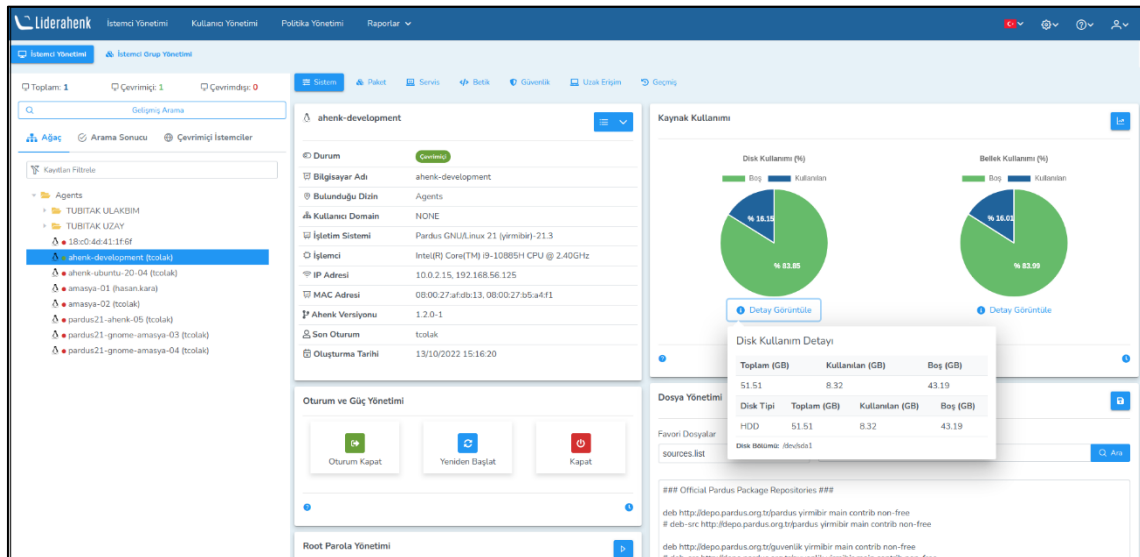 Liderahenk
İstemci Yönetimi
Kullanıcı Yönetimi
Politika Yönetimi
Raporlar
İstemci Yönetimi
İstemci Grup Yönetimi
Toplam: 1
Çevrimiçi: 1
Çevrimdışı: 0
Gelişmiş Arama
Ağaç
Arama Sonucu
Çevrimiçi İstemciler
Kayıtları Filtrele
Agents
TUBITAK ULAKBIM
TUBITAK UZAY
18:c0:4d:41:1f:6f
ahenk-development (tcolak)
ahenk-ubuntu-20-04 (tcolak)
amasya-01 (hasan.kara)
amasya-02 (tcolak)
pardus21-ahenk-05 (tcolak)
pardus21-gnome-amasya-03 (tcolak)
pardus21-gnome-amasya-04 (tcolak)
Sistem
Paket
Servis
Betik
Güvenlik
Uzak Erişim
Geçmiş
ahenk-development
Durum Çevrimiçi
Bilgisayar Adı ahenk-development
Bulunduğu Dizin Agents
Kullanıcı Domain NONE
İşletim Sistemi Pardus GNU/Linux 21 (yirmibir)-21.3
İşlemci Intel(R) Core(TM) i9-10885H CPU @ 2.40GHz
IP Adresi 10.0.2.15, 192.168.56.125
MAC Adresi 08:00:27:af:db:13, 08:00:27:b5:a4:f1
Ahenk Versiyonu 1.2.0-1
Son Oturum tcolak
Oluşturma Tarihi 13/10/2022 15:16:20
Oturum ve Güç Yönetimi
Oturum Kapat
Yeniden Başlat
Kapat
Root Parola Yönetimi
Kaynak Kullanımı
Disk Kullanımı (%)
Boş Kullanılan
% 16.15
% 83.85
Detay Görüntüle
Bellek Kullanımı (%)
Boş Kullanılan
% 16.01
% 83.99
Detay Görüntüle
Disk Kullanım Detayı
Toplam (GB) Kullanılan (GB) Boş (GB)
51.51 8.32 43.19
Disk Tipi Toplam (GB) Kullanılan (GB) Boş (GB)
HDD 51.51 8.32 43.19
Disk Bölümü: /dev/sda1
Dosya Yönetimi
Favori Dosyalar
sources.list
Ara
### Official Pardus Package Repositories ###
deb http://depo.pardus.org.tr/pardus yirmibir main contrib non-free
# deb-src http://depo.pardus.org.tr/pardus yirmibir main contrib non-free
deb http://depo.pardus.org.tr/guvenlik yirmibir main contrib non-free